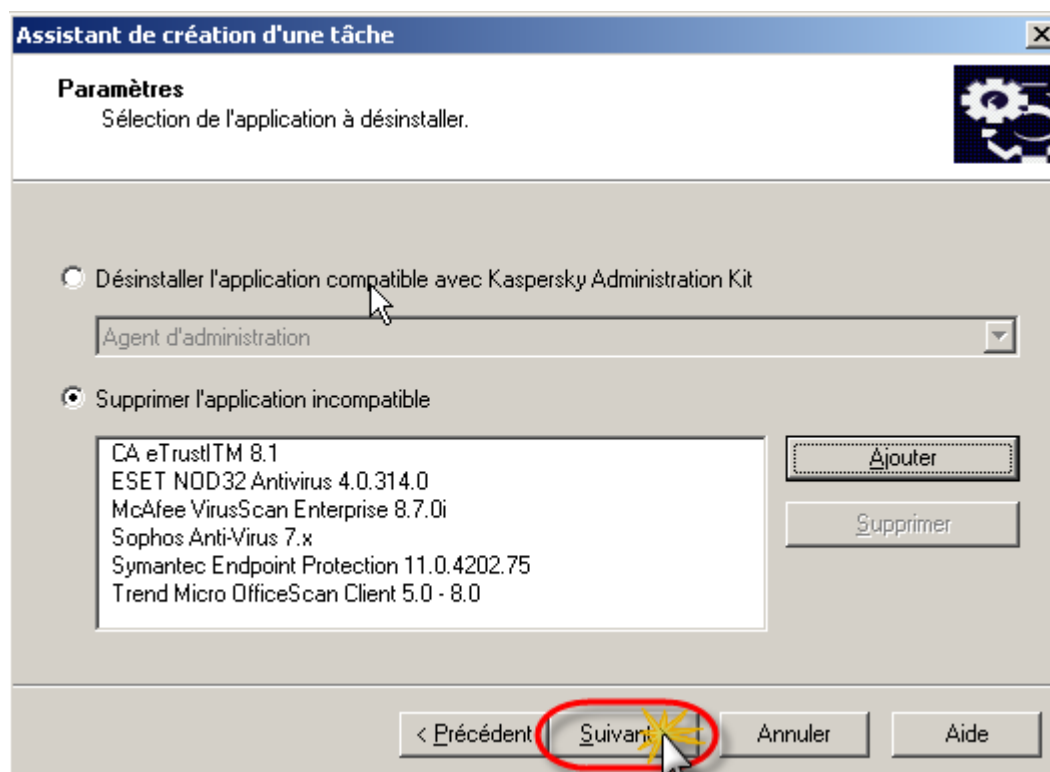 Assistant de création d'une tâche
Paramètres
Sélection de l'application à désinstaller.
Désinstaller l'application compatible avec Kaspersky Administration Kit
Agent d'administration
Supprimer l'application incompatible
CA eTrustITM 8.1
ESET NOD32 Antivirus 4.0.314.0
McAfee VirusScan Enterprise 8.7.0i
Sophos Anti-Virus 7.x
Symantec Endpoint Protection 11.0.4202.75
Trend Micro OfficeScan Client 5.0 - 8.0
Ajouter
Supprimer
< Précédent
Suivant
Annuler
Aide